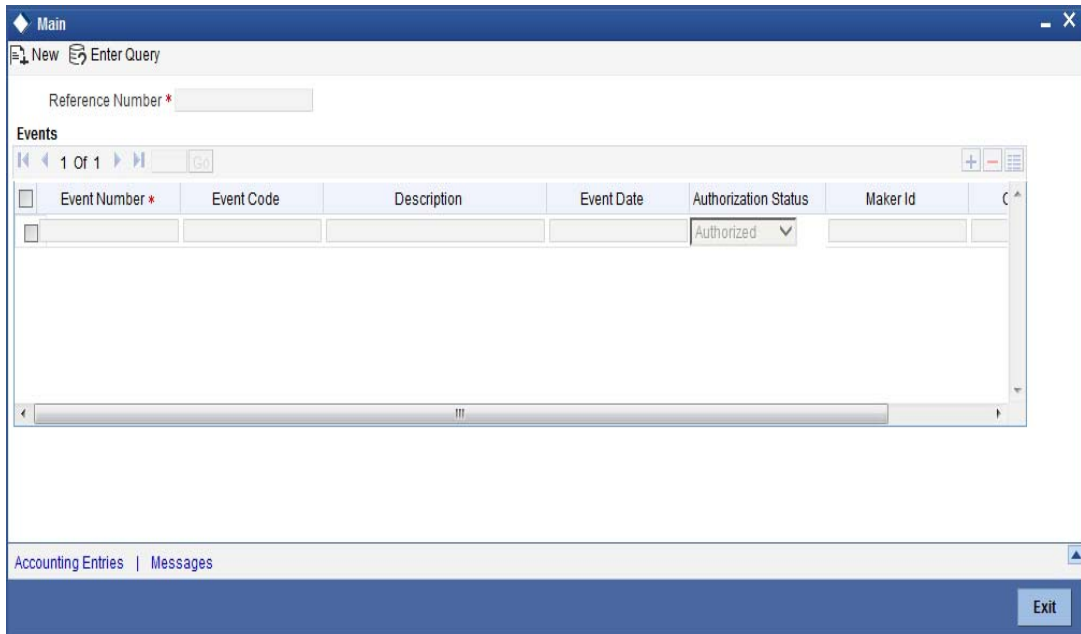 Main
New Enter Query
Reference Number *
Events
1 Of 1 Go
Event Number * Event Code Description Event Date Authorization Status Maker Id
Authorized
Accounting Entries | Messages
Exit